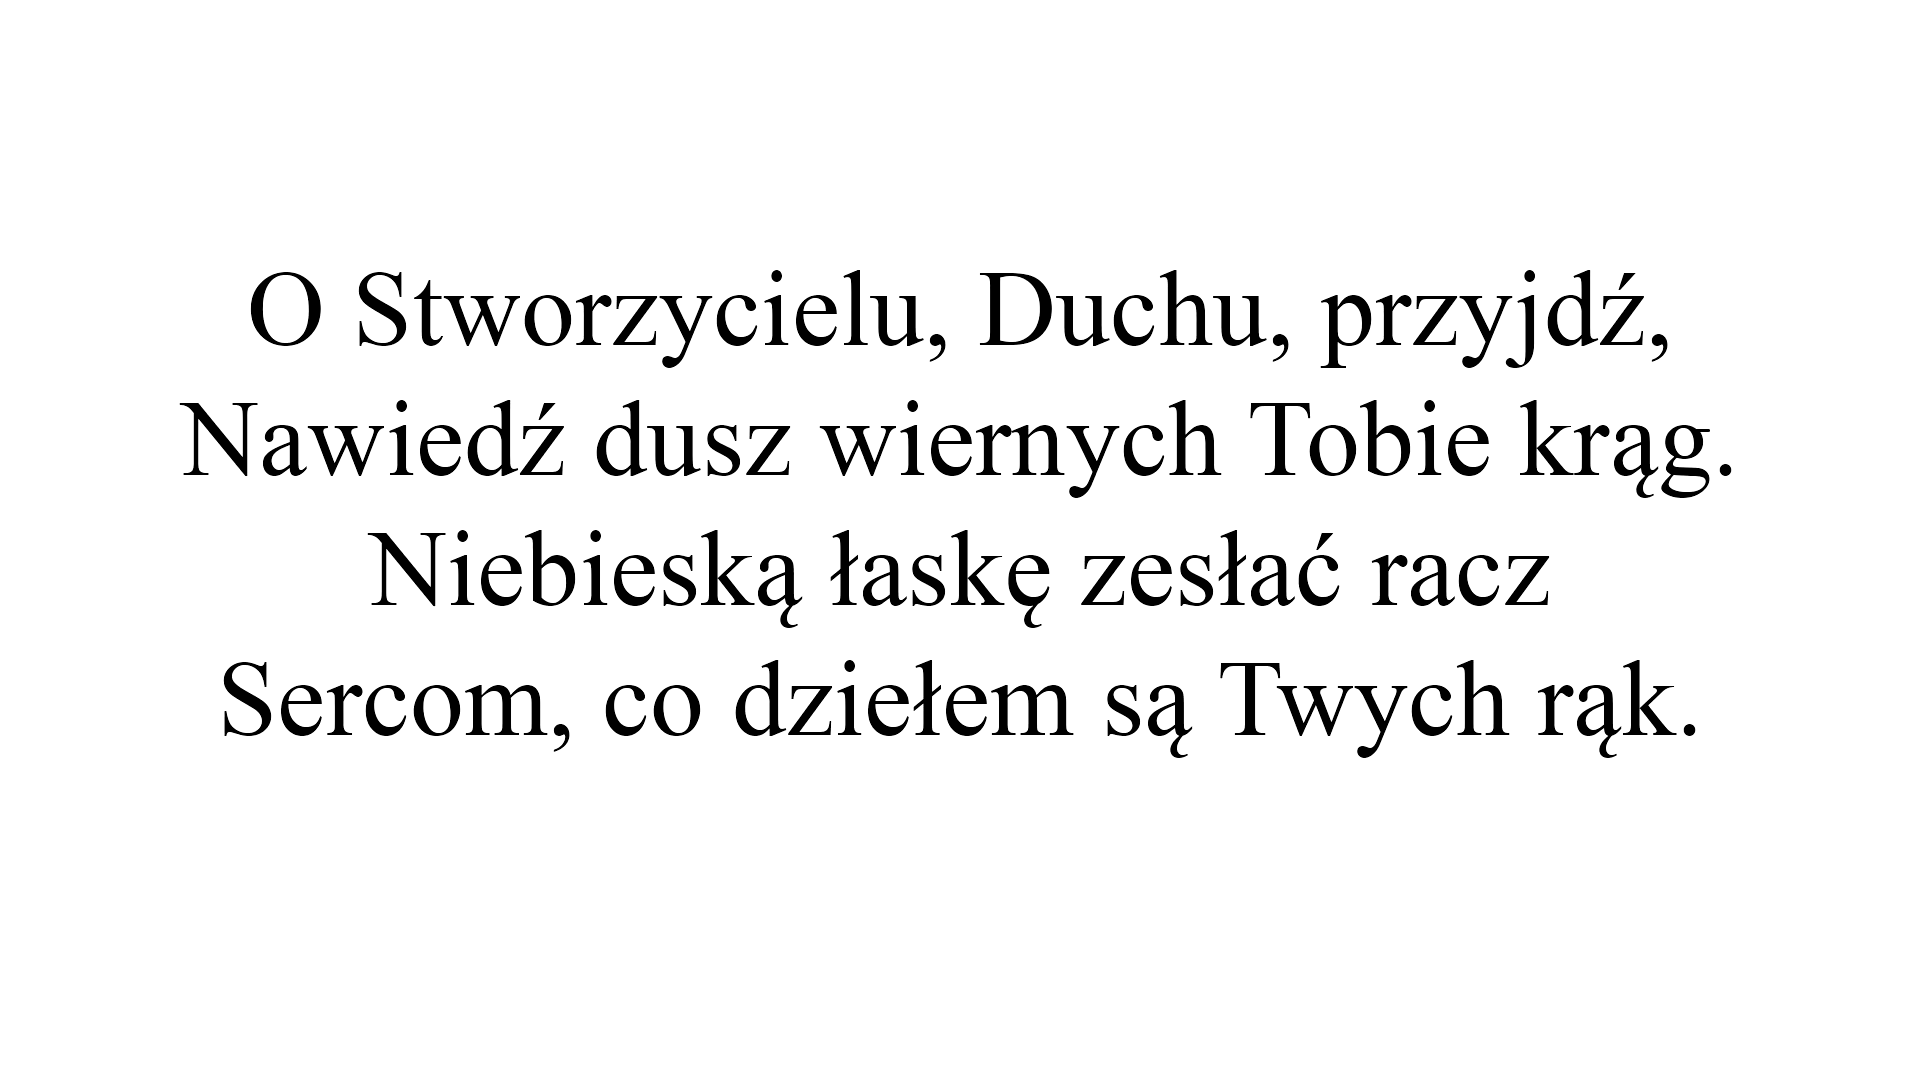 O Stworzycielu, Duchu, przyjdź,
Nawiedź dusz wiernych Tobie krąg.
Niebieską łaskę zesłać racz
Sercom, co dziełem są Twych rąk.